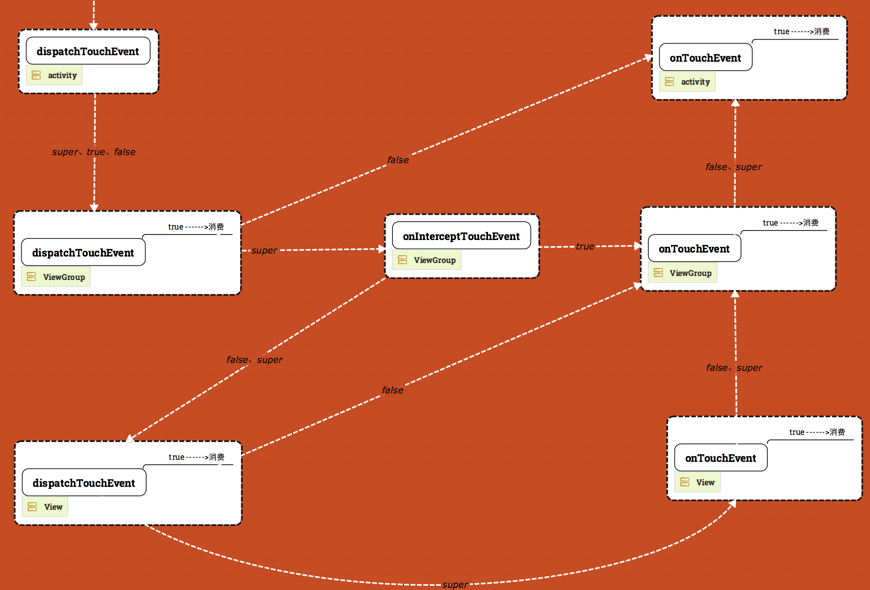 dispatchTouchEvent
activity
true ------>消费
onTouchEvent
activity
super、true、false
false
false、super
true ------>消费
dispatchTouchEvent
ViewGroup
super
onInterceptTouchEvent
ViewGroup
true
true ------>消费
onTouchEvent
ViewGroup
false、super
false
false、super
true ------>消费
dispatchTouchEvent
View
true ------>消费
onTouchEvent
View
super